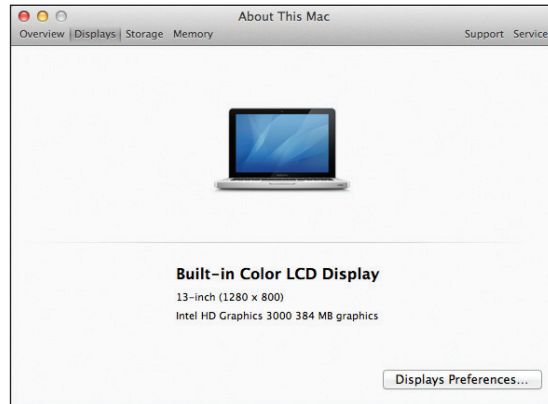 About This Mac
Overview Displays Storage Memory Support Service
Built-in Color LCD Display
13-inch (1280 x 800)
Intel HD Graphics 3000 384 MB graphics
Displays Preferences...